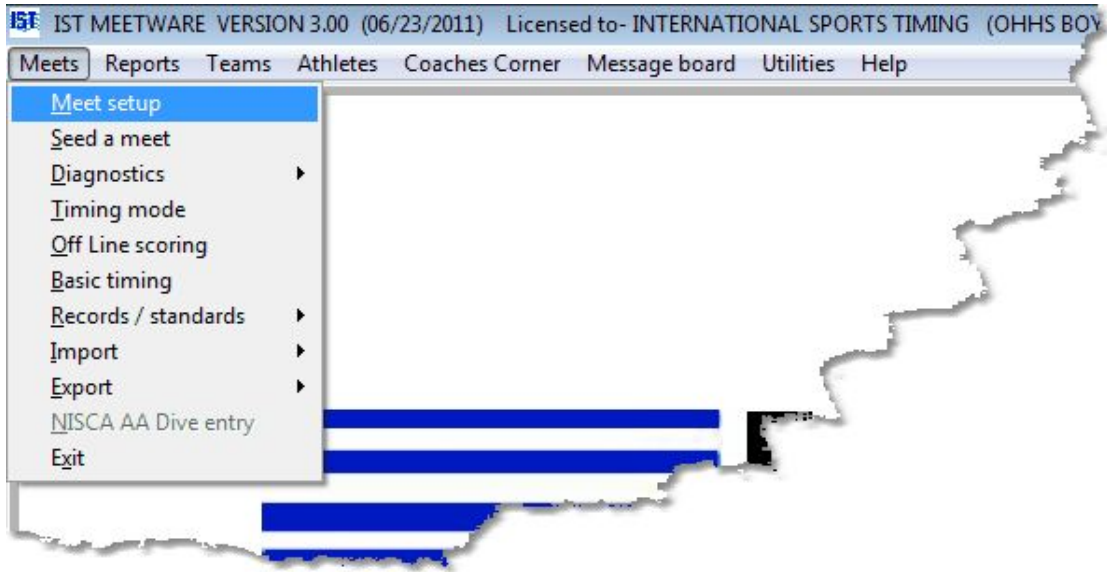 IST IST MEETWARE VERSION 3.00 (06/23/2011) Licensed to- INTERNATIONAL SPORTS TIMING (OHHS BOY
Meets Reports Teams Athletes Coaches Corner Message board Utilities Help
Meet setup
Seed a meet
Diagnostics
Timing mode
Off Line scoring
Basic timing
Records / standards
Import
Export
NISCA AA Dive entry
Exit